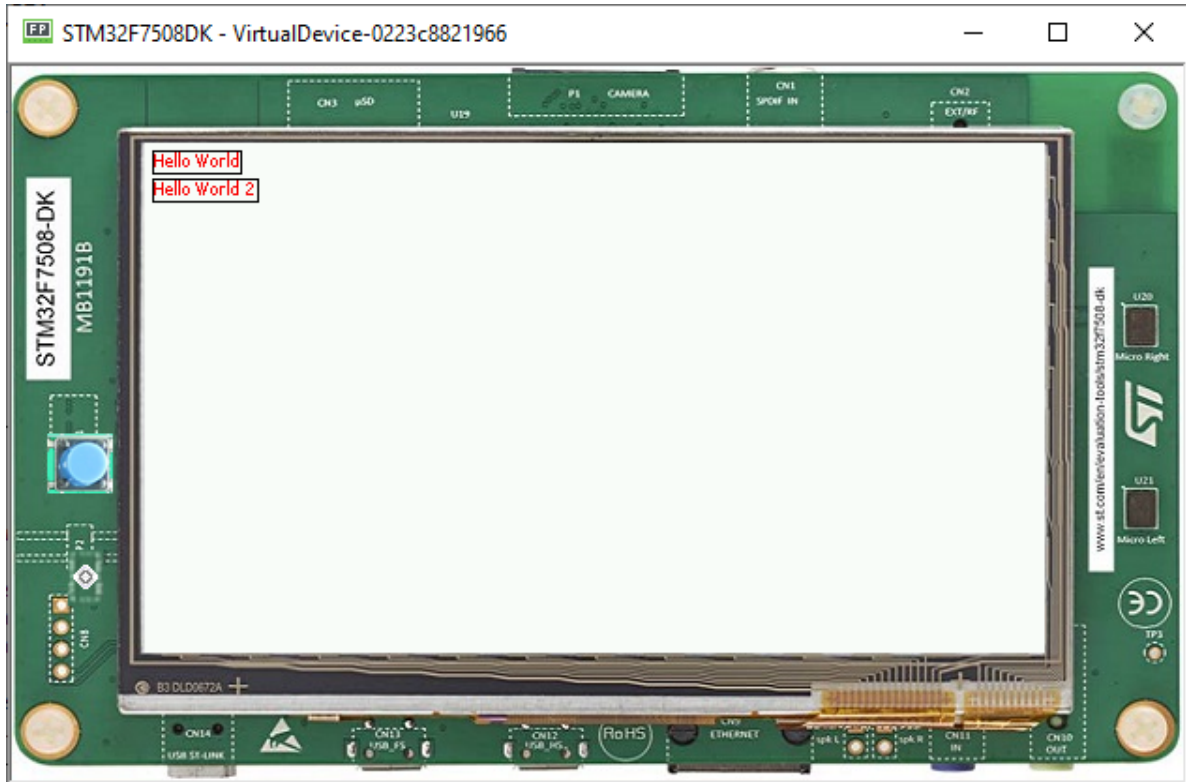 STM32F7508DK - VirtualDevice-0223c8821966
CN3 µSD
U19
P1 CAMERA
CN1
SPDIF IN
CN2
EXT/RF
Hello World
Hello World 2
STM32F7508-DK
MB1191B
www.st.com/en/evaluation-tools/stm32f7508-dk
U20
Micro Right
U21
Micro Left
P2
CN8
TP3
B3 DLD0672A
CN14
USB ST-LINK
CN13
USB_FS
CN12
USB_HS
RoHS
CN9
ETHERNET
spk L
spk R
CN11
IN
CN10
OUT